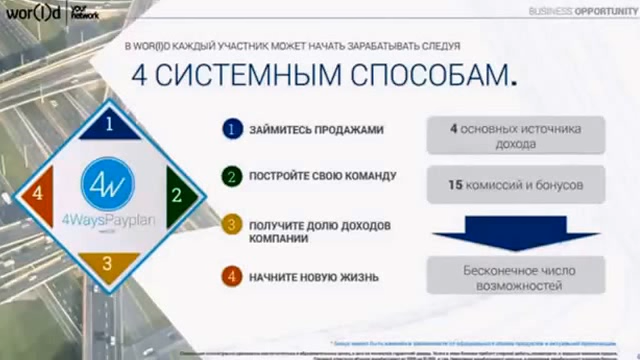 wor(l)d
your
network
BUSINESS OPPORTUNITY
В WOR(l)D КАЖДЫЙ УЧАСТНИК МОЖЕТ НАЧАТЬ ЗАРАБАТЫВАТЬ СЛЕДУЯ
4 СИСТЕМНЫМ СПОСОБАМ.
1
4
2
3
4W
4WaysPayplan
1 ЗАЙМИТЕСЬ ПРОДАЖАМИ
2 ПОСТРОЙТЕ СВОЮ КОМАНДУ
3 ПОЛУЧИТЕ ДОЛЮ ДОХОДОВ
КОМПАНИИ
4 НАЧНИТЕ НОВУЮ ЖИЗНЬ
4 основных источника
дохода
15 комиссий и бонусов
Бесконечное число
возможностей